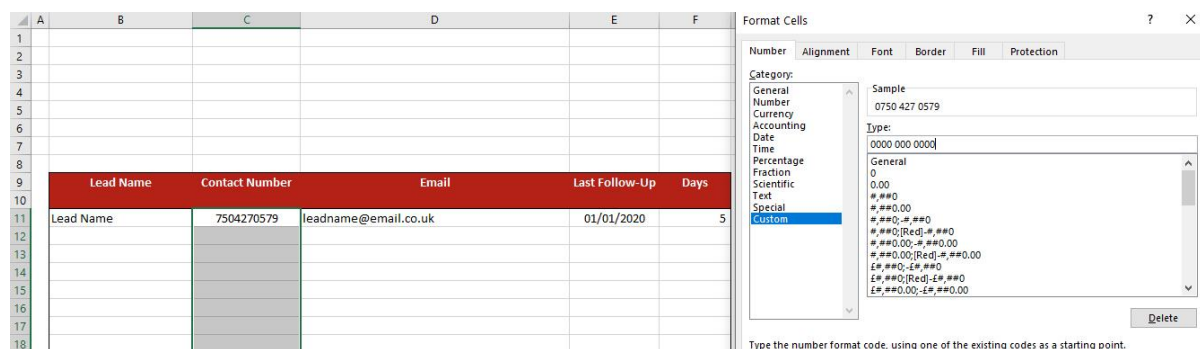 A B C D E F
1
2
3
4
5
6
7
8
9
10
Lead Name Contact Number Email Last Follow-Up Days
11 Lead Name 7504270579 leadname@email.co.uk 01/01/2020 5
12
13
14
15
16
17
18
Format Cells ? ×
Number Alignment Font Border Fill Protection
Category:
General
Number
Currency
Accounting
Date
Time
Percentage
Fraction
Scientific
Text
Special
Custom
Sample
0750 427 0579
Type:
0000 000 0000
General
0
0.00
#,##0
#,##0.00
#,##0;-#,##0
#,##0;[Red]-#,##0
#,##0.00;-#,##0.00
#,##0.00;[Red]-#,##0.00
£#,##0;-£#,##0
£#,##0;[Red]-£#,##0
£#,##0.00;-£#,##0.00
Delete
Type the number format code, using one of the existing codes as a starting point.